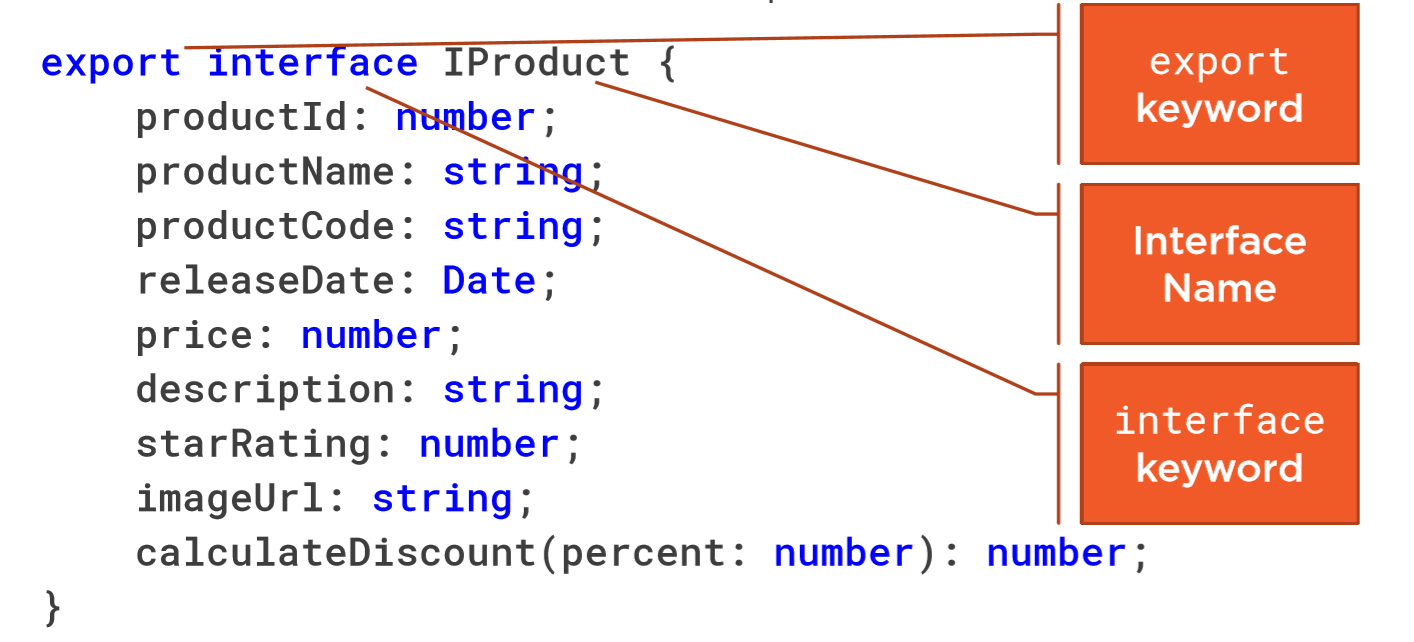 export interface IProduct {
    productId: number;
    productName: string;
    productCode: string;
    releaseDate: Date;
    price: number;
    description: string;
    starRating: number;
    imageUrl: string;
    calculateDiscount(percent: number): number;
}
export
keyword
Interface
Name
interface
keyword